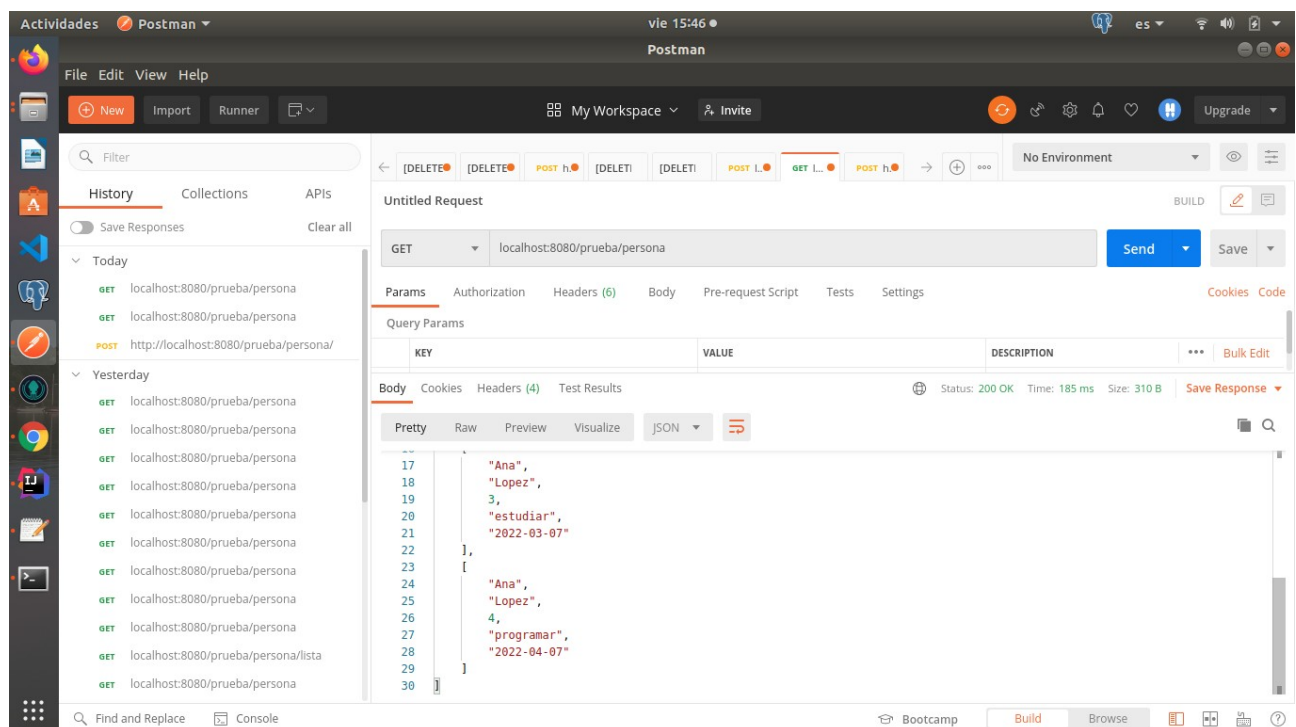 Actividades Postman vie 15:46 es
Postman
File Edit View Help
New Import Runner My Workspace Invite Upgrade
Filter
History Collections APIs
Save Responses Clear all
Today
GET localhost:8080/prueba/persona
GET localhost:8080/prueba/persona
POST http://localhost:8080/prueba/persona/
Yesterday
GET localhost:8080/prueba/persona
GET localhost:8080/prueba/persona
GET localhost:8080/prueba/persona
GET localhost:8080/prueba/persona
GET localhost:8080/prueba/persona
GET localhost:8080/prueba/persona
GET localhost:8080/prueba/persona
GET localhost:8080/prueba/persona
GET localhost:8080/prueba/persona
GET localhost:8080/prueba/persona/lista
GET localhost:8080/prueba/persona
[DELETE [DELETE POST h. [DELETI [DELETI POST l.. GET l... POST h. No Environment
Untitled Request BUILD
GET localhost:8080/prueba/persona Send Save
Params Authorization Headers (6) Body Pre-request Script Tests Settings Cookies Code
Query Params
KEY VALUE DESCRIPTION Bulk Edit
Body Cookies Headers (4) Test Results Status: 200 OK Time: 185 ms Size: 310 B Save Response
Pretty Raw Preview Visualize JSON
17 "Ana",
18 "Lopez",
19 3,
20 "estudiar",
21 "2022-03-07"
22 ],
23 [
24 "Ana",
25 "Lopez",
26 4,
27 "programar",
28 "2022-04-07"
29 ]
30 ]
Find and Replace Console Bootcamp Build Browse